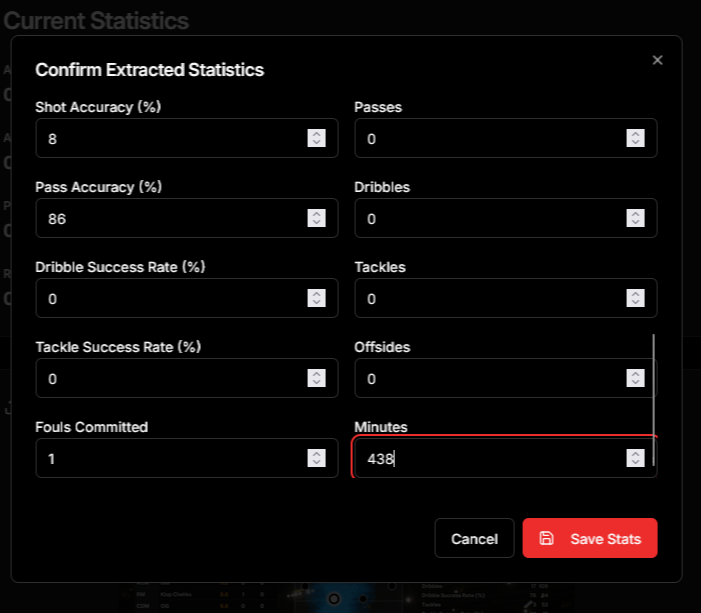 Current Statistics
Confirm Extracted Statistics
Shot Accuracy (%) Passes
8 0
Pass Accuracy (%) Dribbles
86 0
Dribble Success Rate (%) Tackles
0 0
Tackle Success Rate (%) Offsides
0 0
Fouls Committed Minutes
1 438
Cancel Save Stats